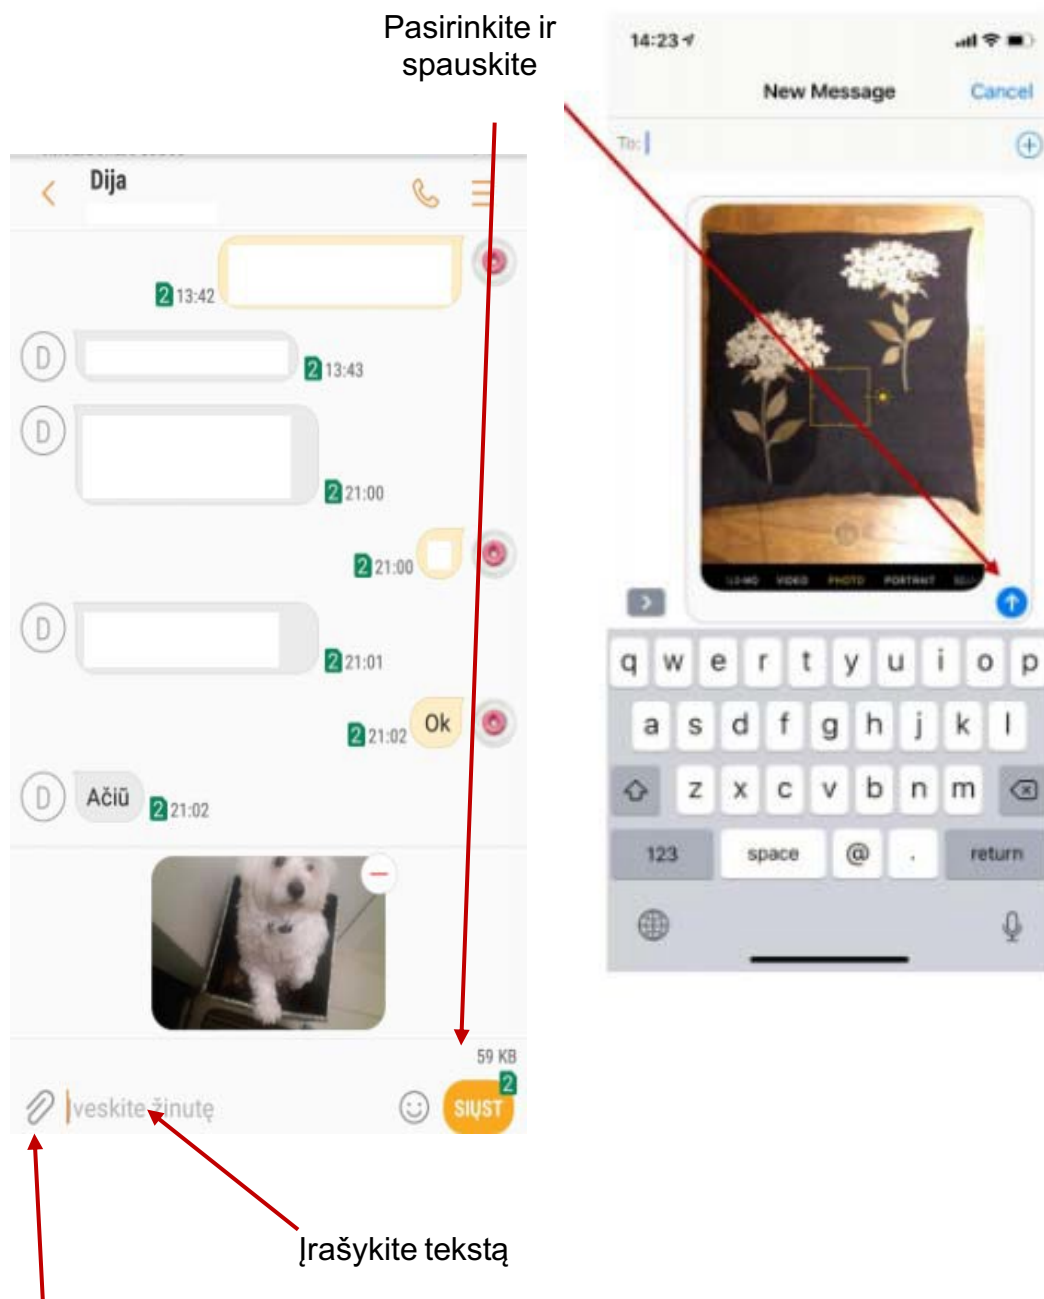 Pasirinkite ir
spauskite
14:23
New Message
Cancel
To:
Dija
2 13:42
D
2 13:43
D
2 21:00
2 21:00
D
2 21:01
Ok
2 21:02
D
Ačiū
2 21:02
VIDEO PHOTO PORTRAIT
q w e r t y u i o p
a s d f g h j k l
z x c v b n m
123 space @ . return
59 KB
2
Įveskite žinutę
SIŲST
Įrašykite tekstą